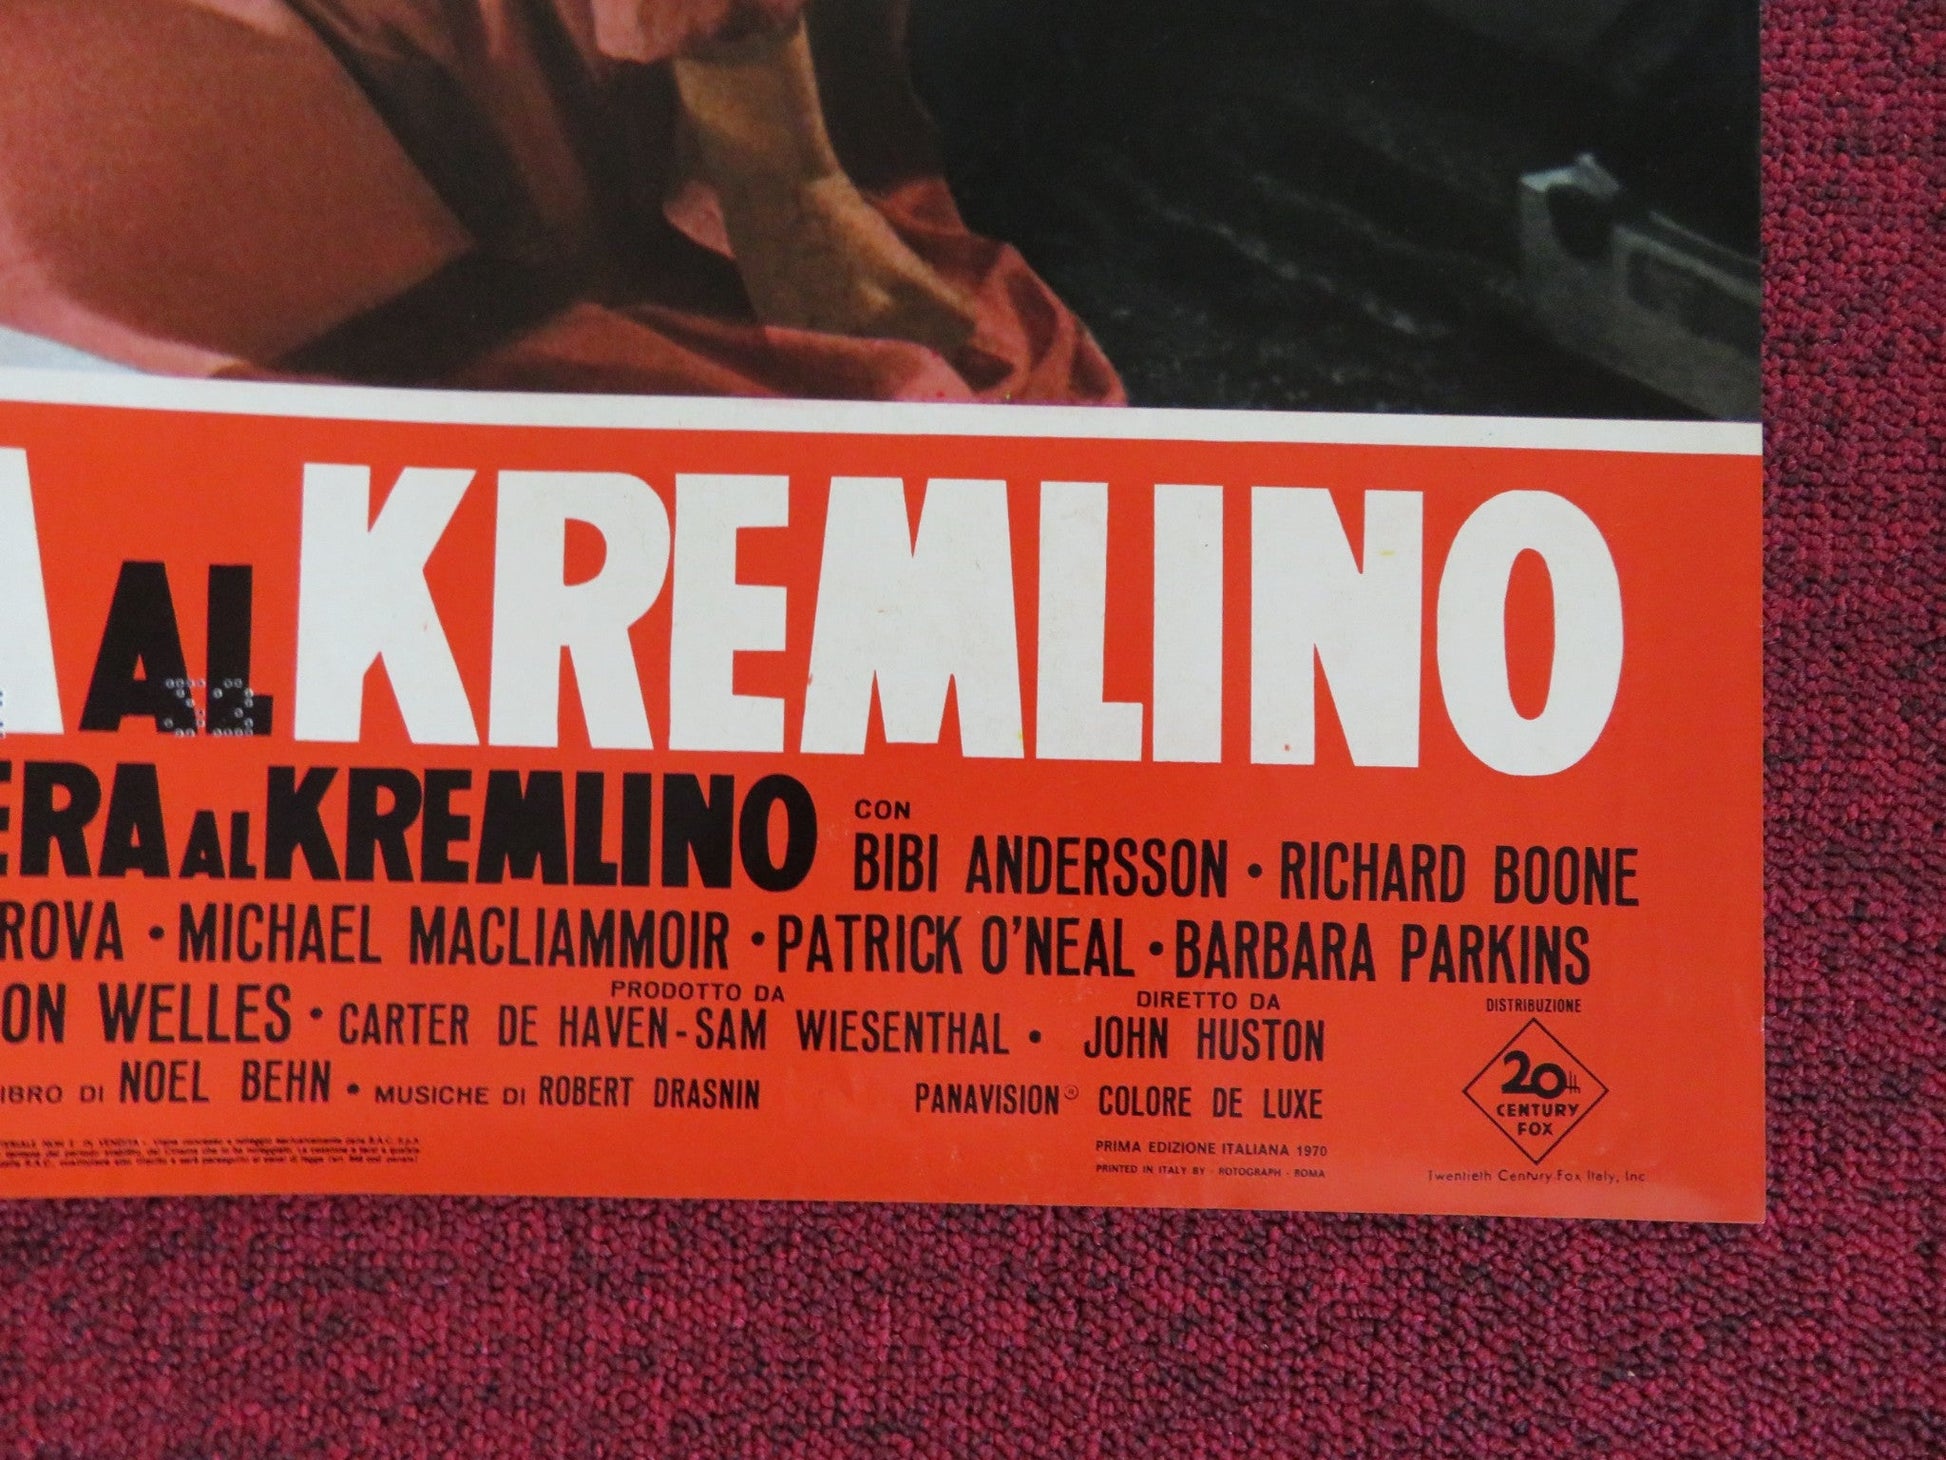 A AL KREMLINO
ERA AL KREMLINO CON
BIBI ANDERSSON • RICHARD BOONE
ROVA • MICHAEL MACLIAMMOIR • PATRICK O'NEAL • BARBARA PARKINS
PRODOTTO DA DIRETTO DA DISTRIBUZIONE
ON WELLES • CARTER DE HAVEN-SAM WIESENTHAL • JOHN HUSTON
20th
CENTURY
FOX
IBRO DI NOEL BEHN • MUSICHE DI ROBERT DRASNIN PANAVISION® COLORE DE LUXE
PRIMA EDIZIONE ITALIANA 1970
PRINTED IN ITALY BY - ROTOGRAPH - ROMA
Twentieth Century Fox Italy, Inc